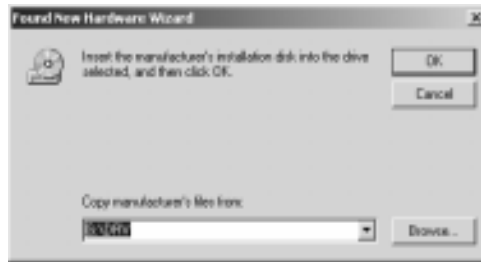 Found New Hardware Wizard
Insert the manufacturer's installation disk into the drive
selected, and then click OK.
OK
Cancel
Copy manufacturer's files from:
Browse...